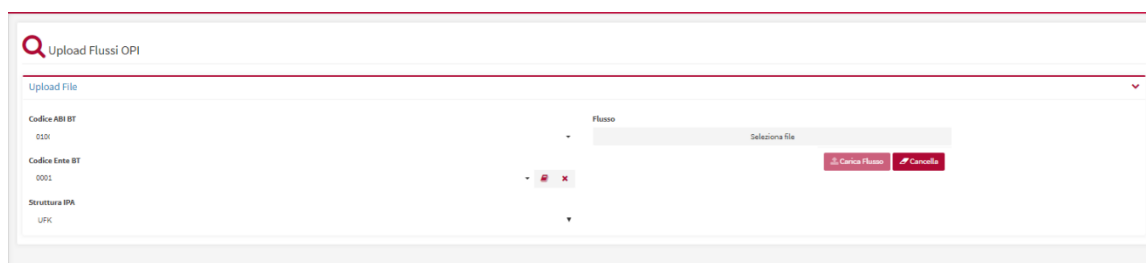 Upload Flussi OPI
Upload File
Codice ABI BT
Flusso
Seleziona file
Codice Ente BT
0001
Carica Flusso
Cancella
Struttura IPA
UFK